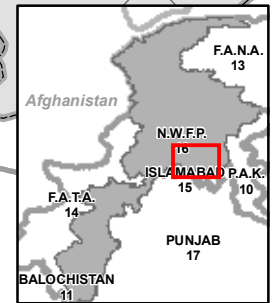 F.A.N.A.
13
Afghanistan
N.W.F.P.
16
ISLAMABAD
15
P.A.K.
10
F.A.T.A.
14
PUNJAB
17
BALOCHISTAN
11